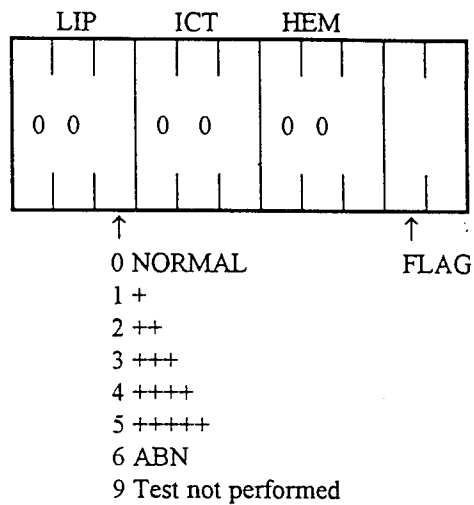 LIP ICT HEM
0 0 0 0 0 0
↑ ↑
0 NORMAL FLAG
1 +
2 ++
3 +++
4 ++++
5 +++++
6 ABN
9 Test not performed